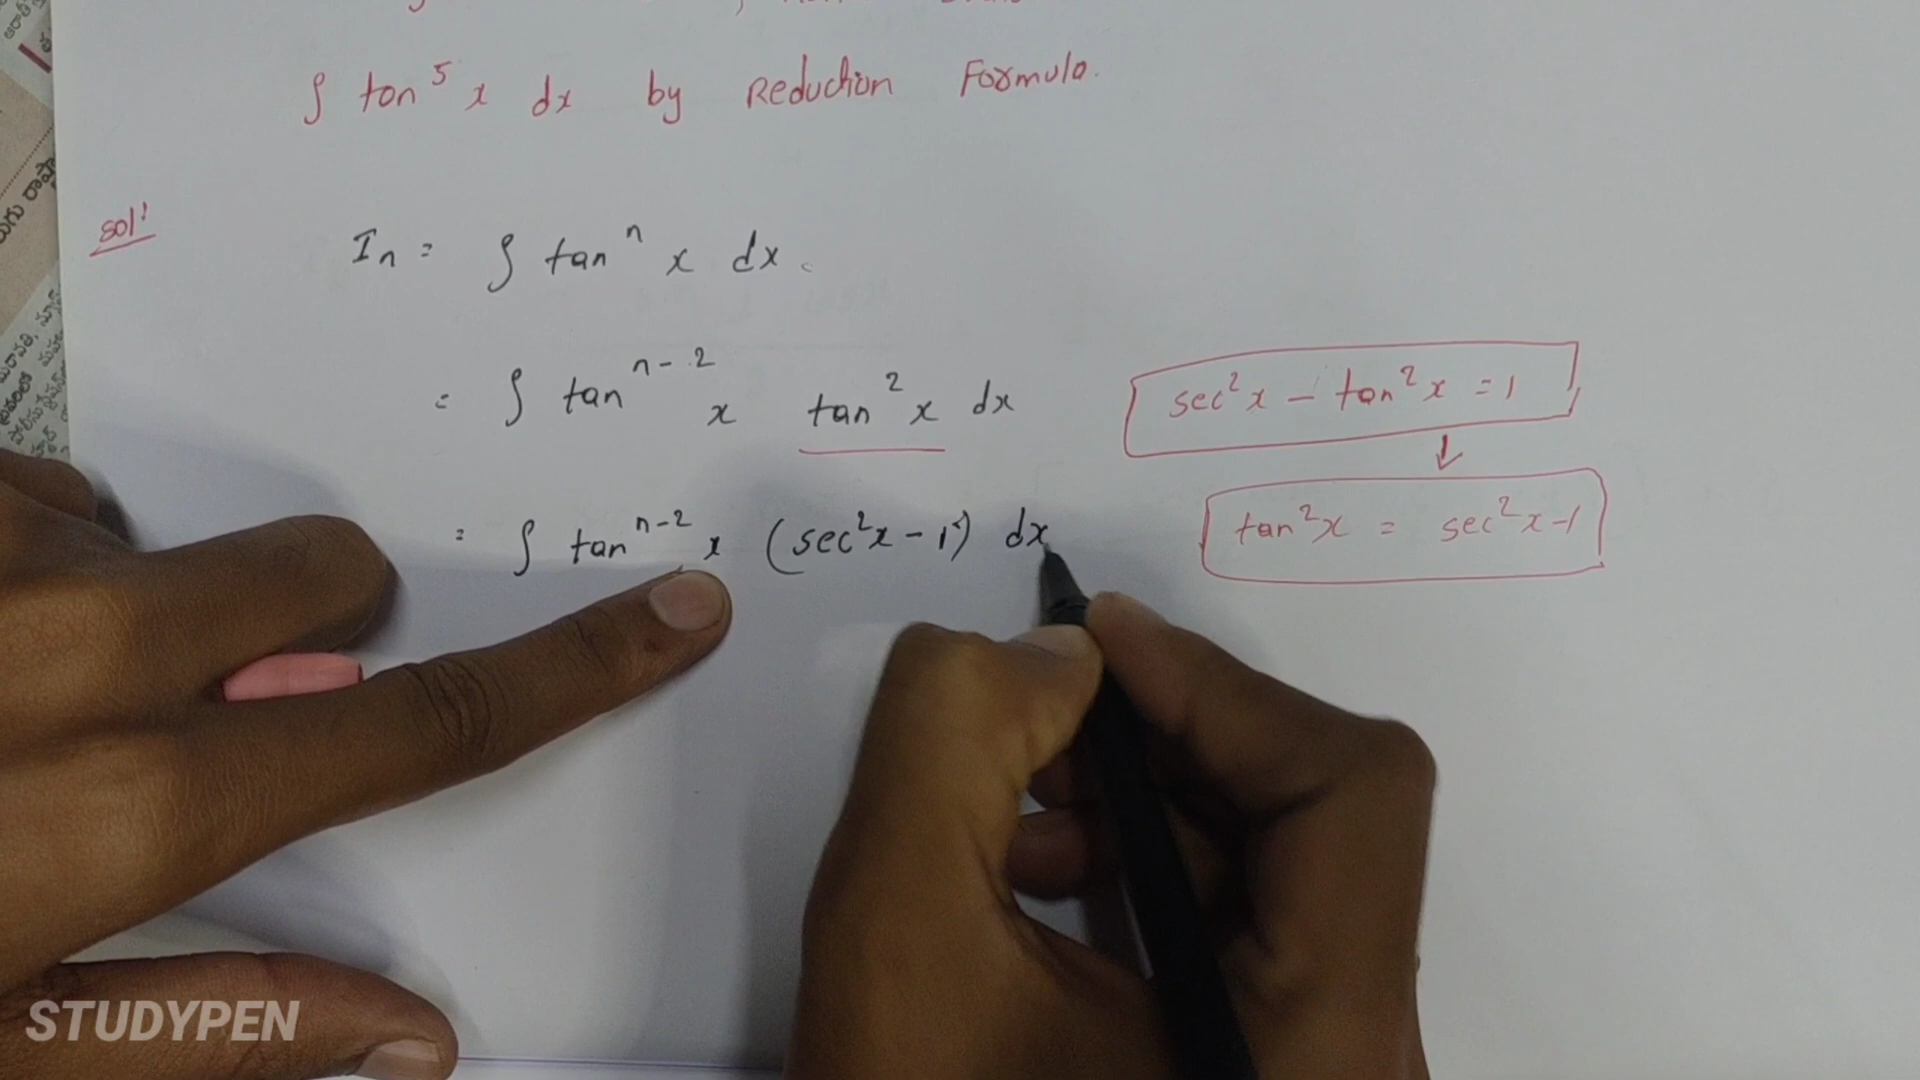 ∫ tan⁵ x dx by Reduction Formula.
sol:
Iₙ = ∫ tanⁿ x dx.
= ∫ tanⁿ⁻² x tan² x dx
sec²x – tan²x = 1
↓
tan²x = sec²x-1
= ∫ tanⁿ⁻² x (sec²x - 1) dx
STUDYPEN